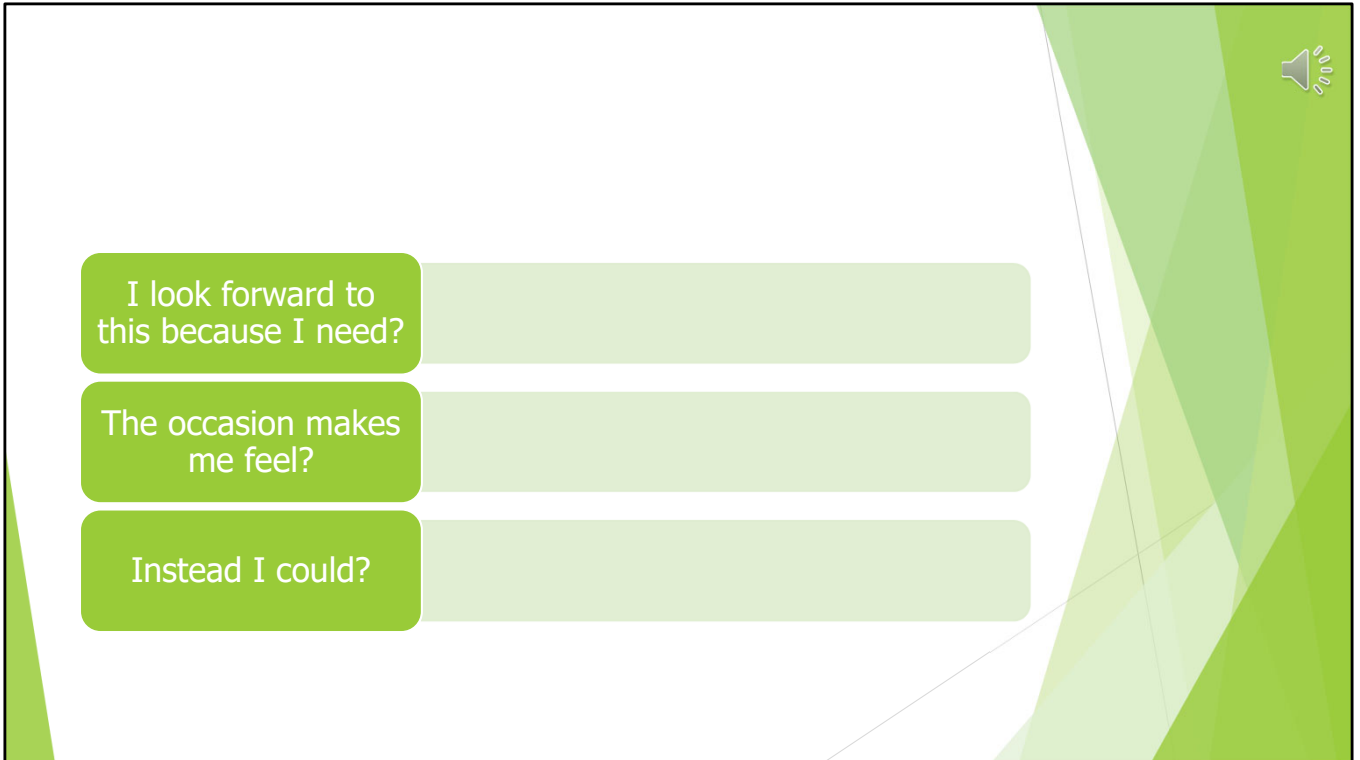 I look forward to
this because I need?
The occasion makes
me feel?
Instead I could?